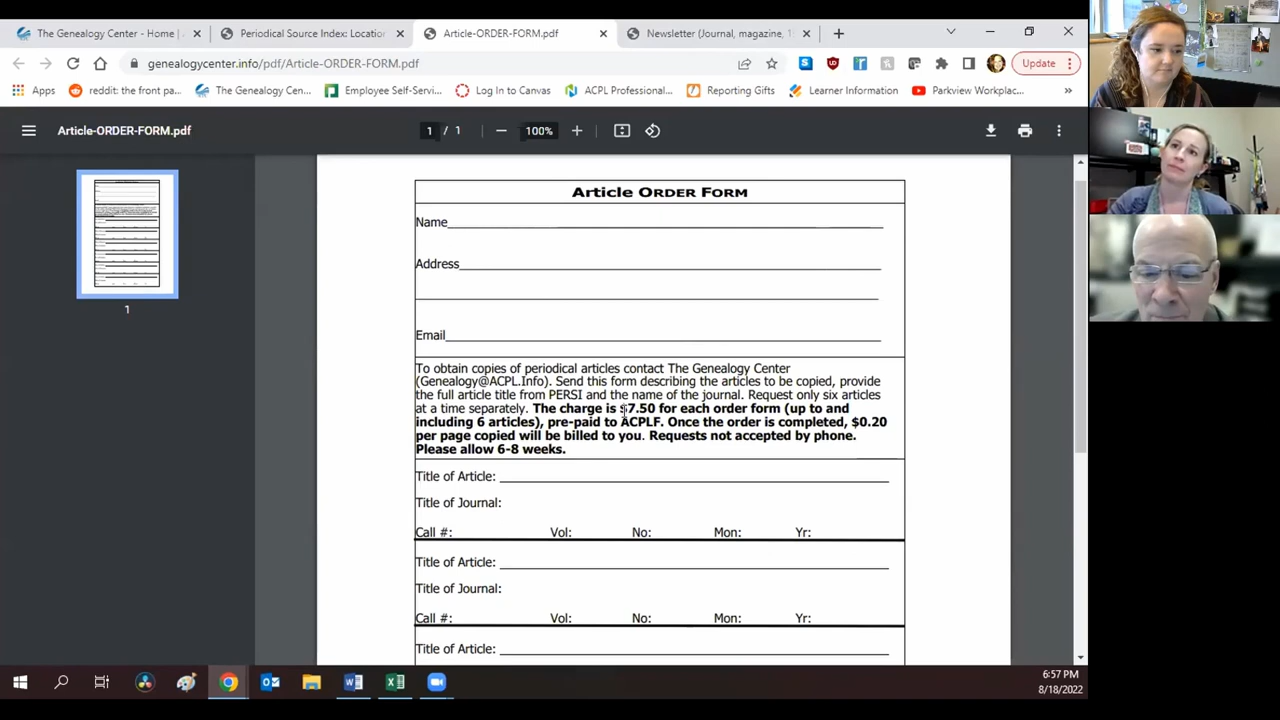 The Genealogy Center - Home |
Periodical Source Index: Location
Article-ORDER-FORM.pdf
Newsletter (Journal, magazine, 1
genealogycenter.info/pdf/Article-ORDER-FORM.pdf
Update
Apps
reddit: the front pa...
The Genealogy Cen...
Employee Self-Servi...
Log In to Canvas
ACPL Professional...
Reporting Gifts
Learner Information
Parkview Workplac...
»
Article-ORDER-FORM.pdf
1 / 1
100%
1
Article ORDER FORM
Name
Address
Email
To obtain copies of periodical articles contact The Genealogy Center
(Genealogy@ACPL.Info). Send this form describing the articles to be copied, provide
the full article title from PERSI and the name of the journal. Request only six articles
at a time separately. The charge is $7.50 for each order form (up to and
including 6 articles), pre-paid to ACPLF. Once the order is completed, $0.20
per page copied will be billed to you. Requests not accepted by phone.
Please allow 6-8 weeks.
Title of Article:
Title of Journal:
Call #: Vol: No: Mon: Yr:
Title of Article:
Title of Journal:
Call #: Vol: No: Mon: Yr:
Title of Article:
6:57 PM
8/18/2022